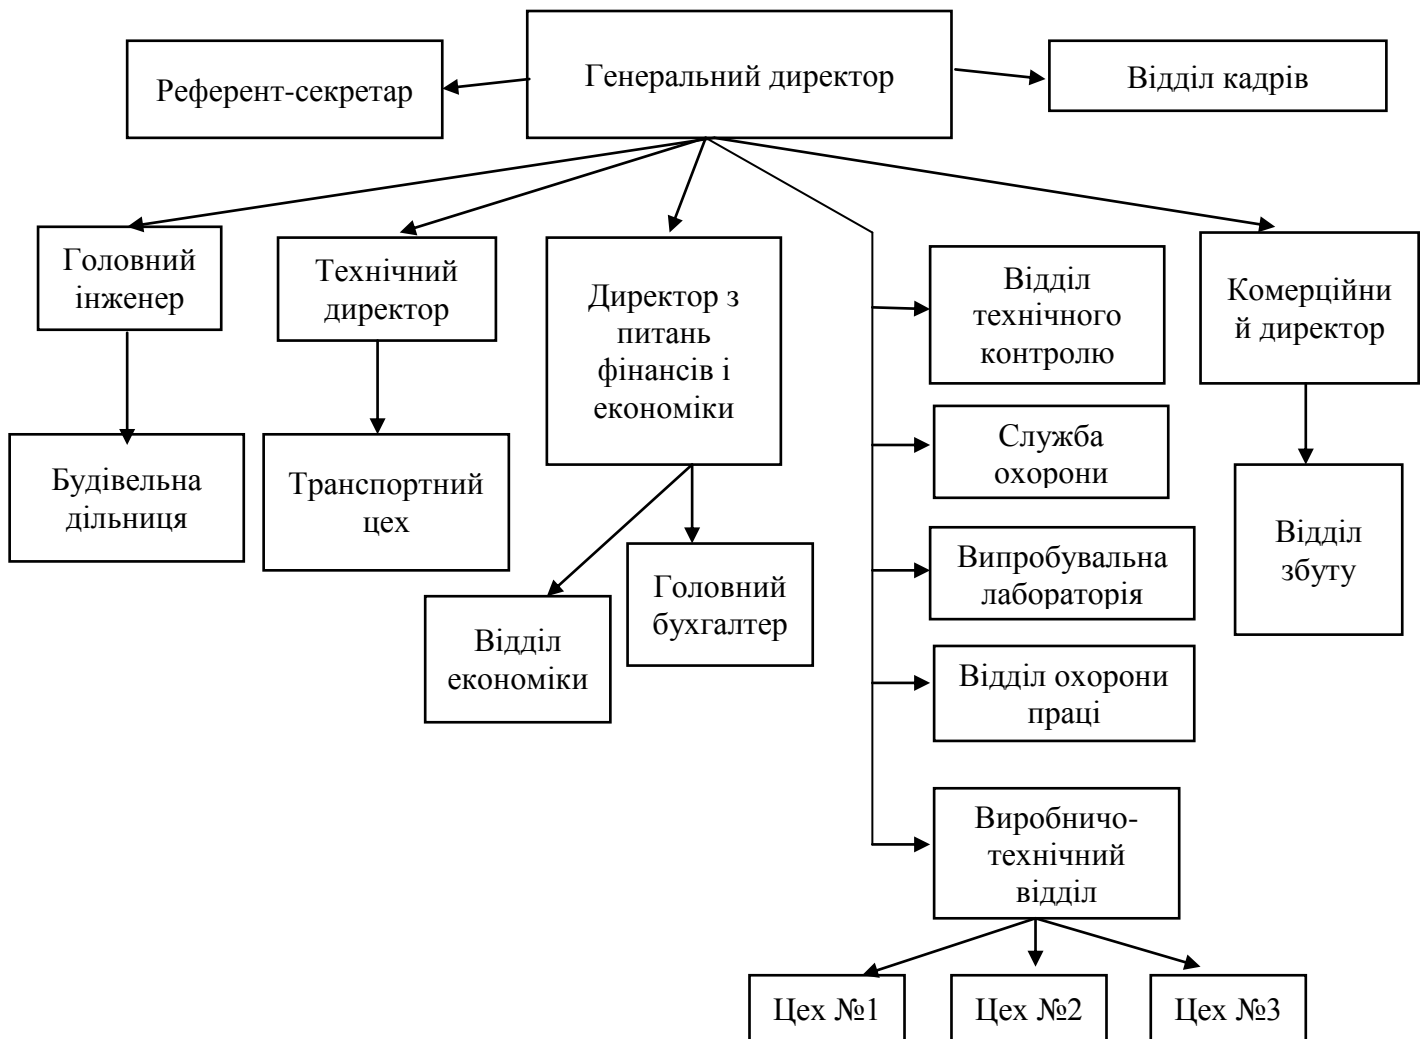 Генеральний директор
Референт-секретар
Відділ кадрів
Головний
інженер
Технічний
директор
Директор з
питань
фінансів і
економіки
Відділ
технічного
контролю
Комерційни
й директор
Служба
охорони
Будівельна
дільниця
Транспортний
цех
Відділ
збуту
Випробувальна
лабораторія
Головний
бухгалтер
Відділ
економіки
Відділ охорони
праці
Виробничо-
технічний
відділ
Цех №1
Цех №2
Цех №3